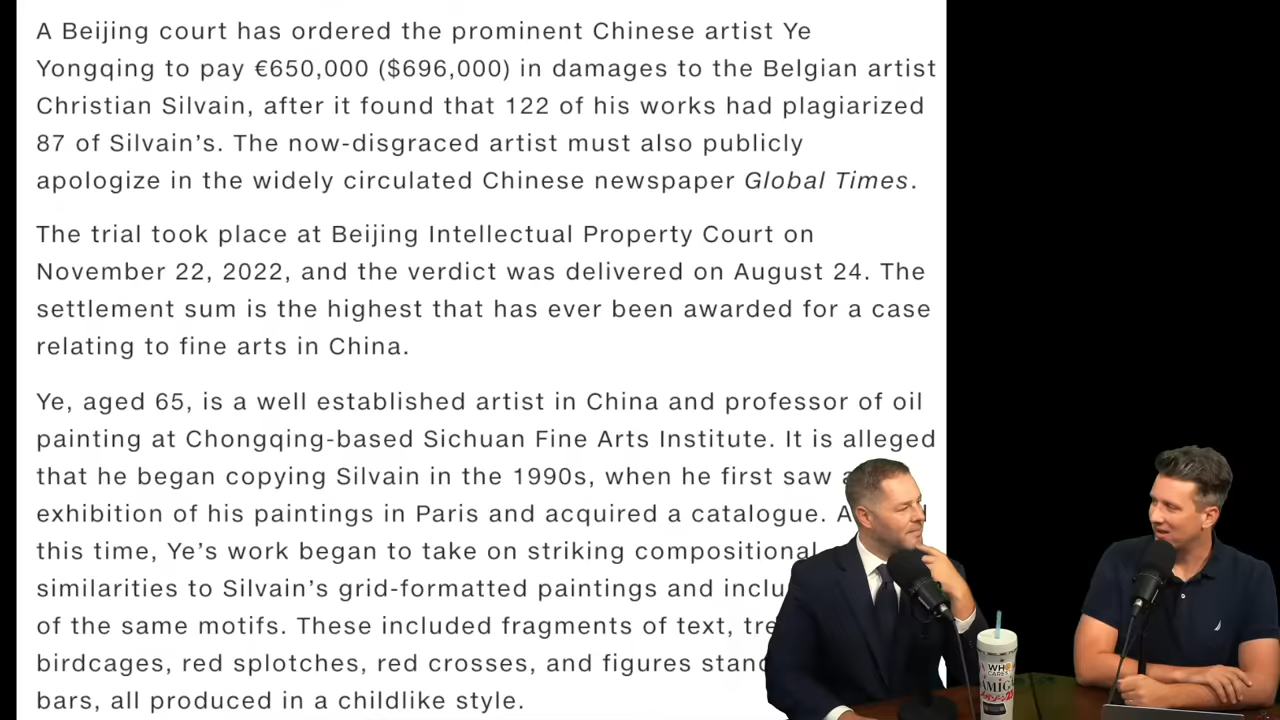 A Beijing court has ordered the prominent Chinese artist Ye
Yongqing to pay €650,000 ($696,000) in damages to the Belgian artist
Christian Silvain, after it found that 122 of his works had plagiarized
87 of Silvain’s. The now-disgraced artist must also publicly
apologize in the widely circulated Chinese newspaper Global Times.
The trial took place at Beijing Intellectual Property Court on
November 22, 2022, and the verdict was delivered on August 24. The
settlement sum is the highest that has ever been awarded for a case
relating to fine arts in China.
Ye, aged 65, is a well established artist in China and professor of oil
painting at Chongqing-based Sichuan Fine Arts Institute. It is alleged
that he began copying Silvain in the 1990s, when he first saw
exhibition of his paintings in Paris and acquired a catalogue.
this time, Ye’s work began to take on striking compositional
similarities to Silvain’s grid-formatted paintings and
of the same motifs. These included fragments of text,
birdcages, red splotches, red crosses, and figures
bars, all produced in a childlike style.
WHO
CARES
AMIGA